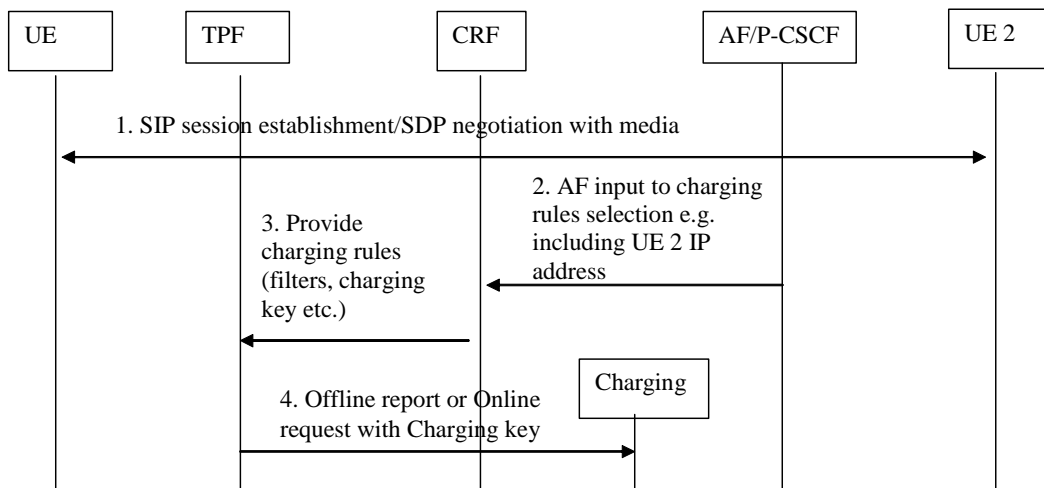 UE
TPF
CRF
AF/P-CSCF
UE 2
1. SIP session establishment/SDP negotiation with media
2. AF input to charging
rules selection e.g.
including UE 2 IP
address
3. Provide
charging rules
(filters, charging
key etc.)
Charging
4. Offline report or Online
request with Charging key